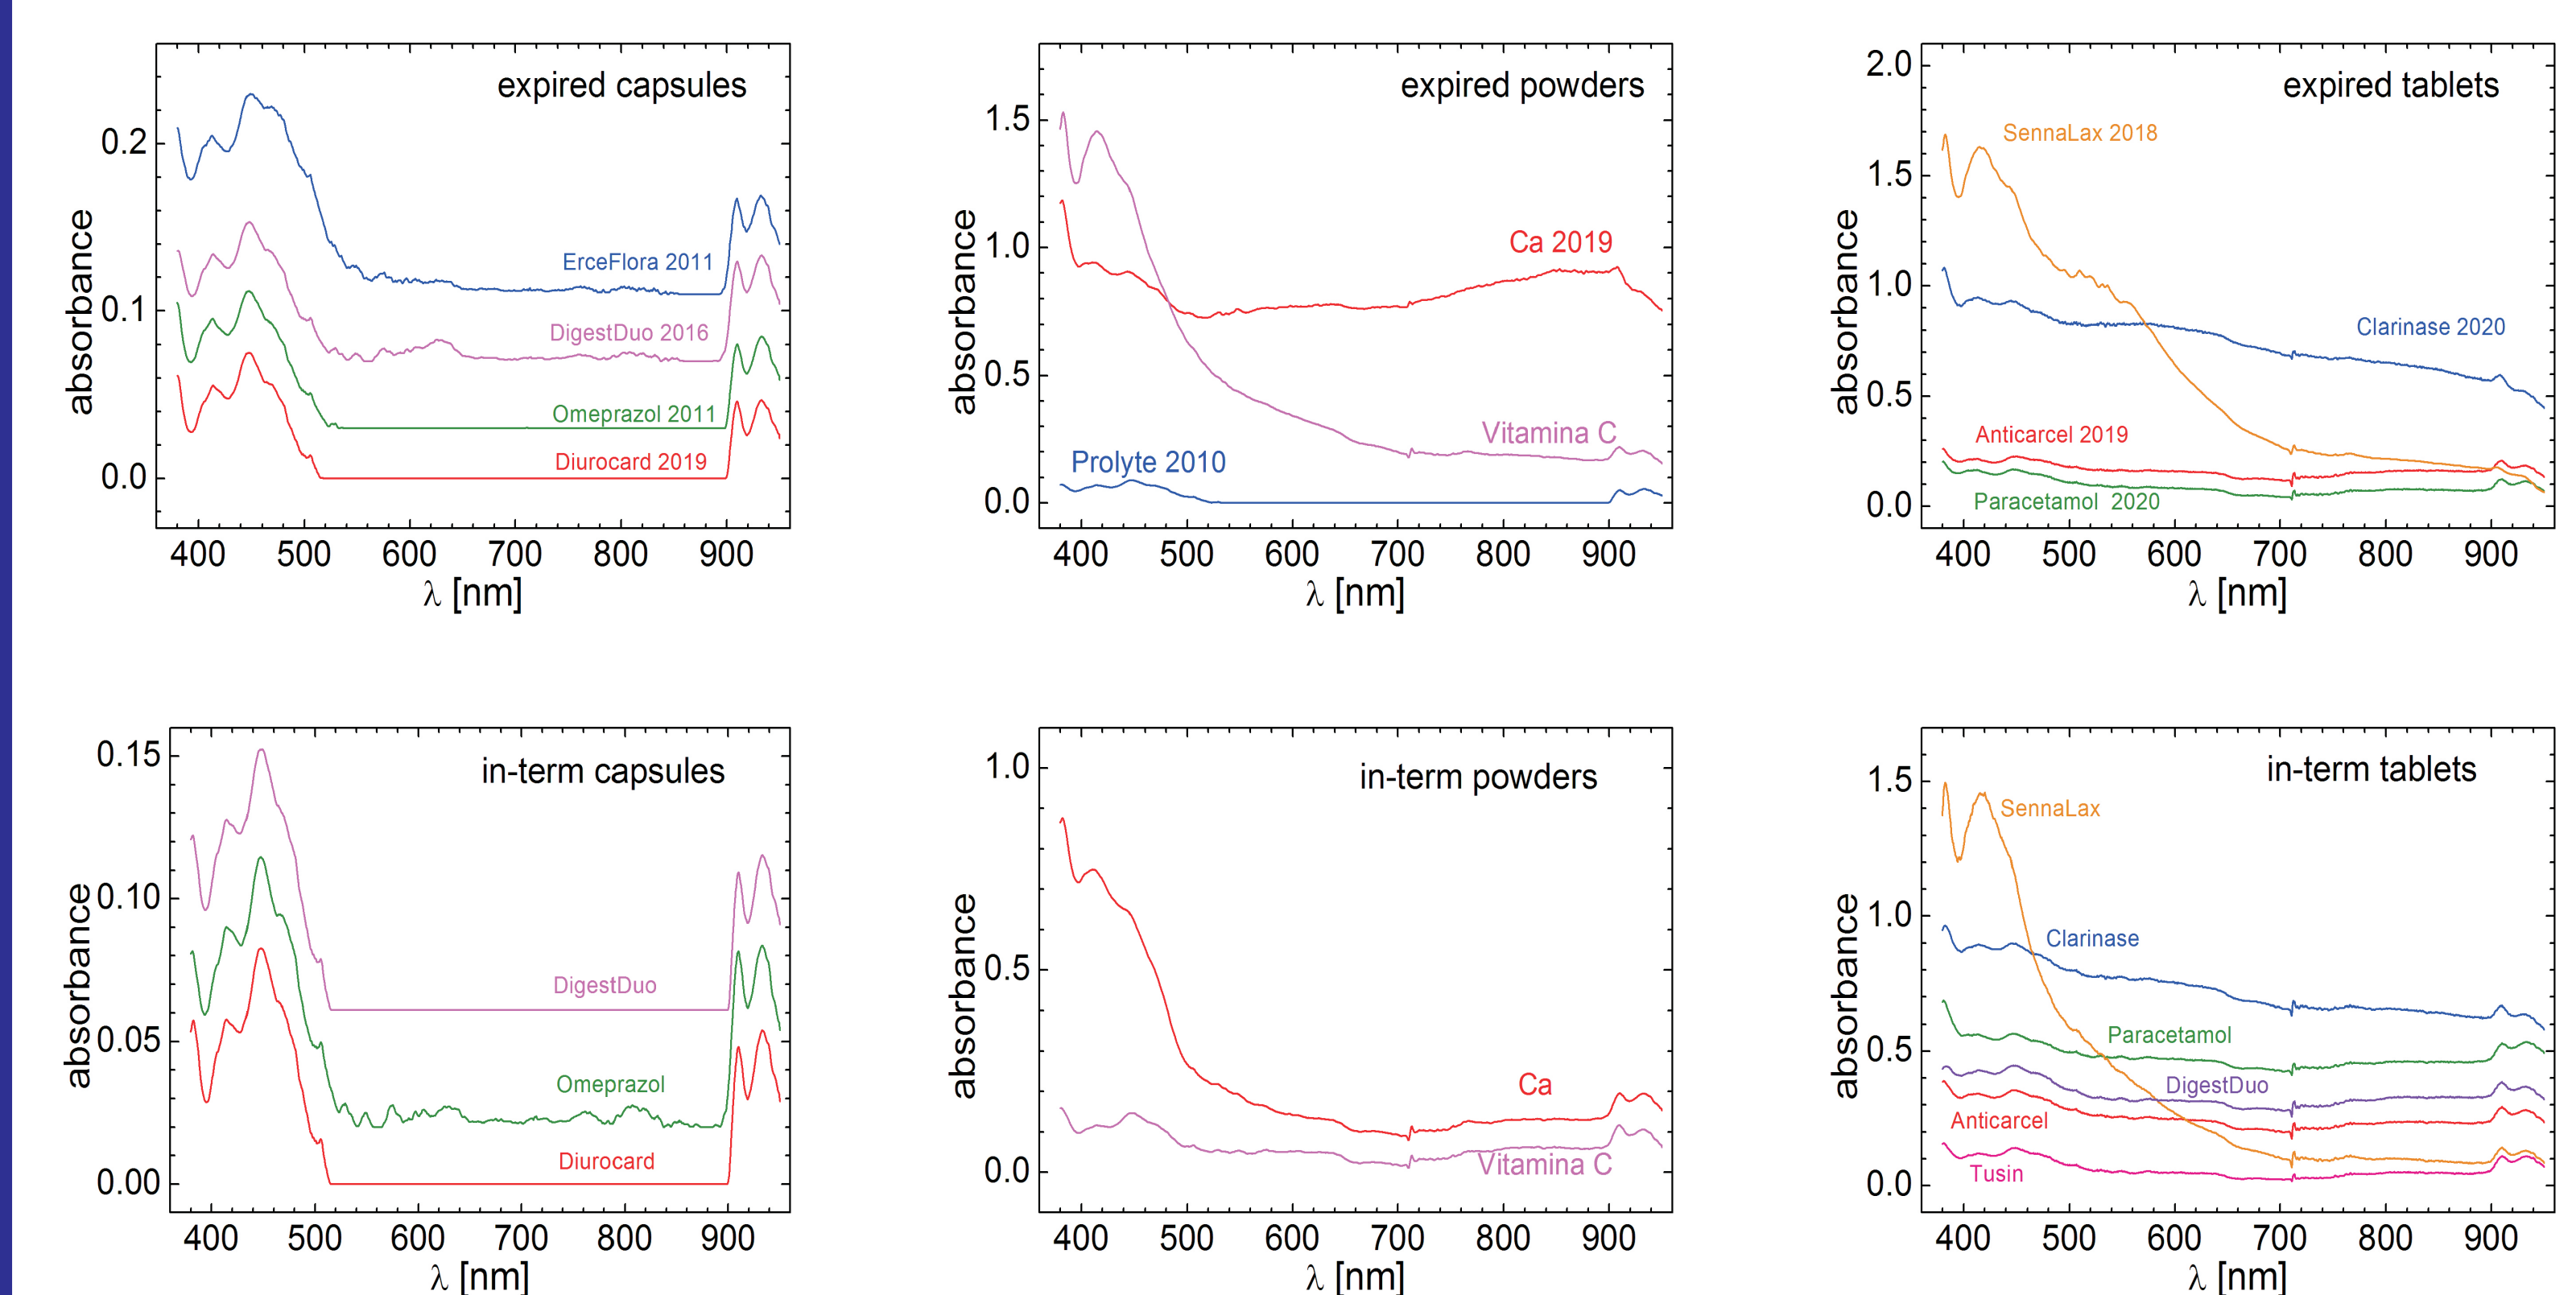 expired capsules
0.2
0.1
0.0
absorbance
ErceFlora 2011
DigestDuo 2016
Omeprazol 2011
Diurocard 2019
400 500 600 700 800 900
λ [nm]
expired powders
1.5
1.0
0.5
0.0
absorbance
Ca 2019
Vitamina C
Prolyte 2010
400 500 600 700 800 900
λ [nm]
expired tablets
2.0
1.5
1.0
0.5
0.0
absorbance
SennaLax 2018
Clarinase 2020
Anticarcel 2019
Paracetamol 2020
400 500 600 700 800 900
λ [nm]
in-term capsules
0.15
0.10
0.05
0.00
absorbance
DigestDuo
Omeprazol
Diurocard
400 500 600 700 800 900
λ [nm]
in-term powders
1.0
0.5
0.0
absorbance
Ca
Vitamina C
400 500 600 700 800 900
λ [nm]
in-term tablets
1.5
1.0
0.5
0.0
absorbance
SennaLax
Clarinase
Paracetamol
DigestDuo
Anticarcel
Tusin
400 500 600 700 800 900
λ [nm]